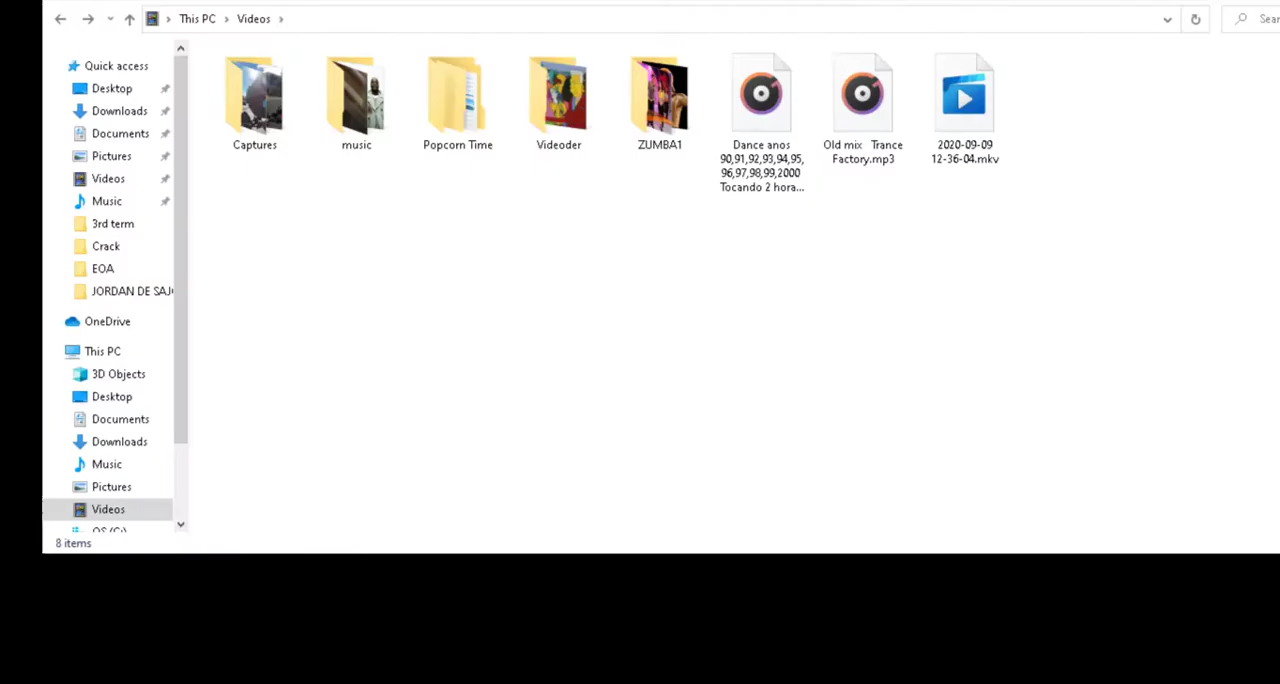 This PC
Videos
Sear
Quick access
Desktop
Downloads
Documents
Pictures
Videos
Music
3rd term
Crack
EOA
JORDAN DE SAJ
OneDrive
This PC
3D Objects
Desktop
Documents
Downloads
Music
Pictures
Videos
OS (C:)
Captures
music
Popcorn Time
Videoder
ZUMBA1
Dance anos
90,91,92,93,94,95,
96,97,98,99,2000
Tocando 2 hora...
Old mix Trance
Factory.mp3
2020-09-09
12-36-04.mkv
8 items